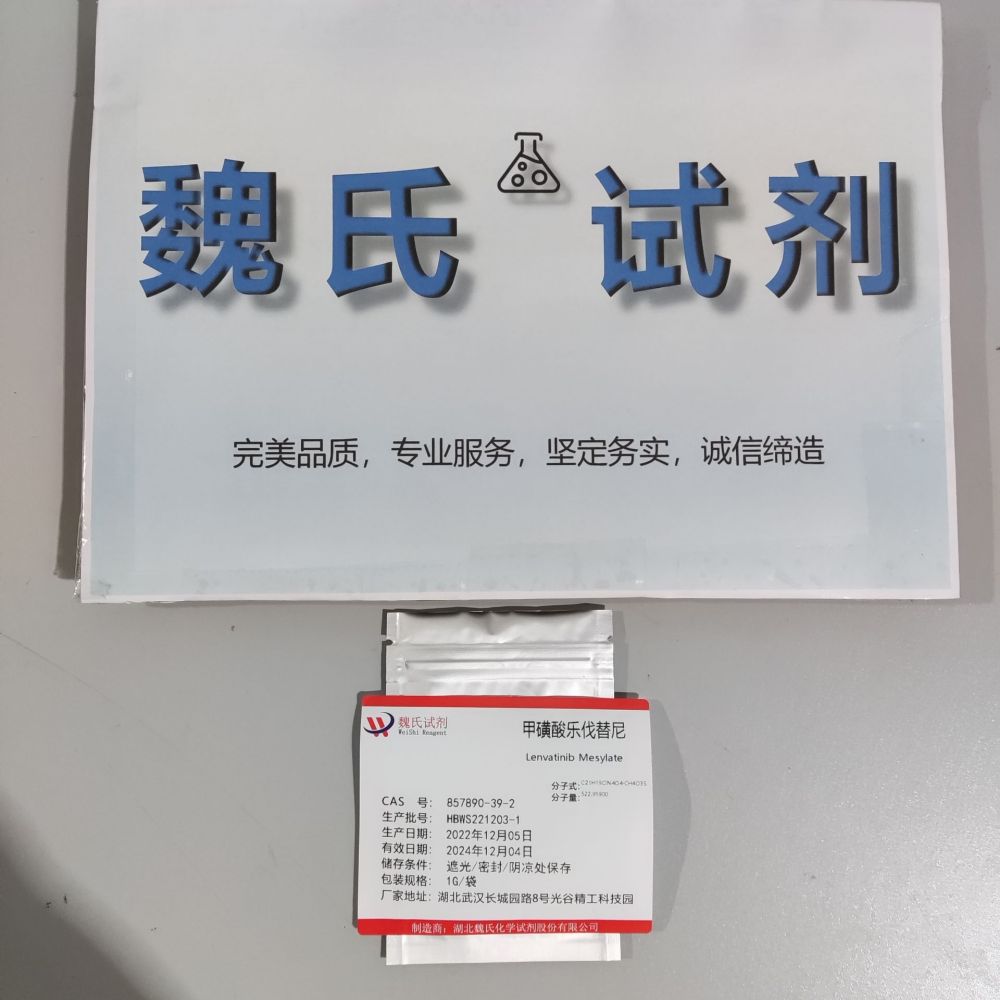 魏氏试剂
完美品质，专业服务，坚定务实，诚信缔造
魏氏试剂
WeiShi Reagent
甲磺酸乐伐替尼
Lenvatinib Mesylate
分子式：C21H19ClN4O4·CH4O3S
分子量：522.95900
CAS 号： 857890-39-2
生产批号： HBWS221203-1
生产日期： 2022年12月05日
有效日期： 2024年12月04日
储存条件： 遮光/密封/阴凉处保存
包装规格： 1G/袋
厂家地址： 湖北武汉长城园路8号光谷精工科技园
制造商：湖北魏氏化学试剂股份有限公司